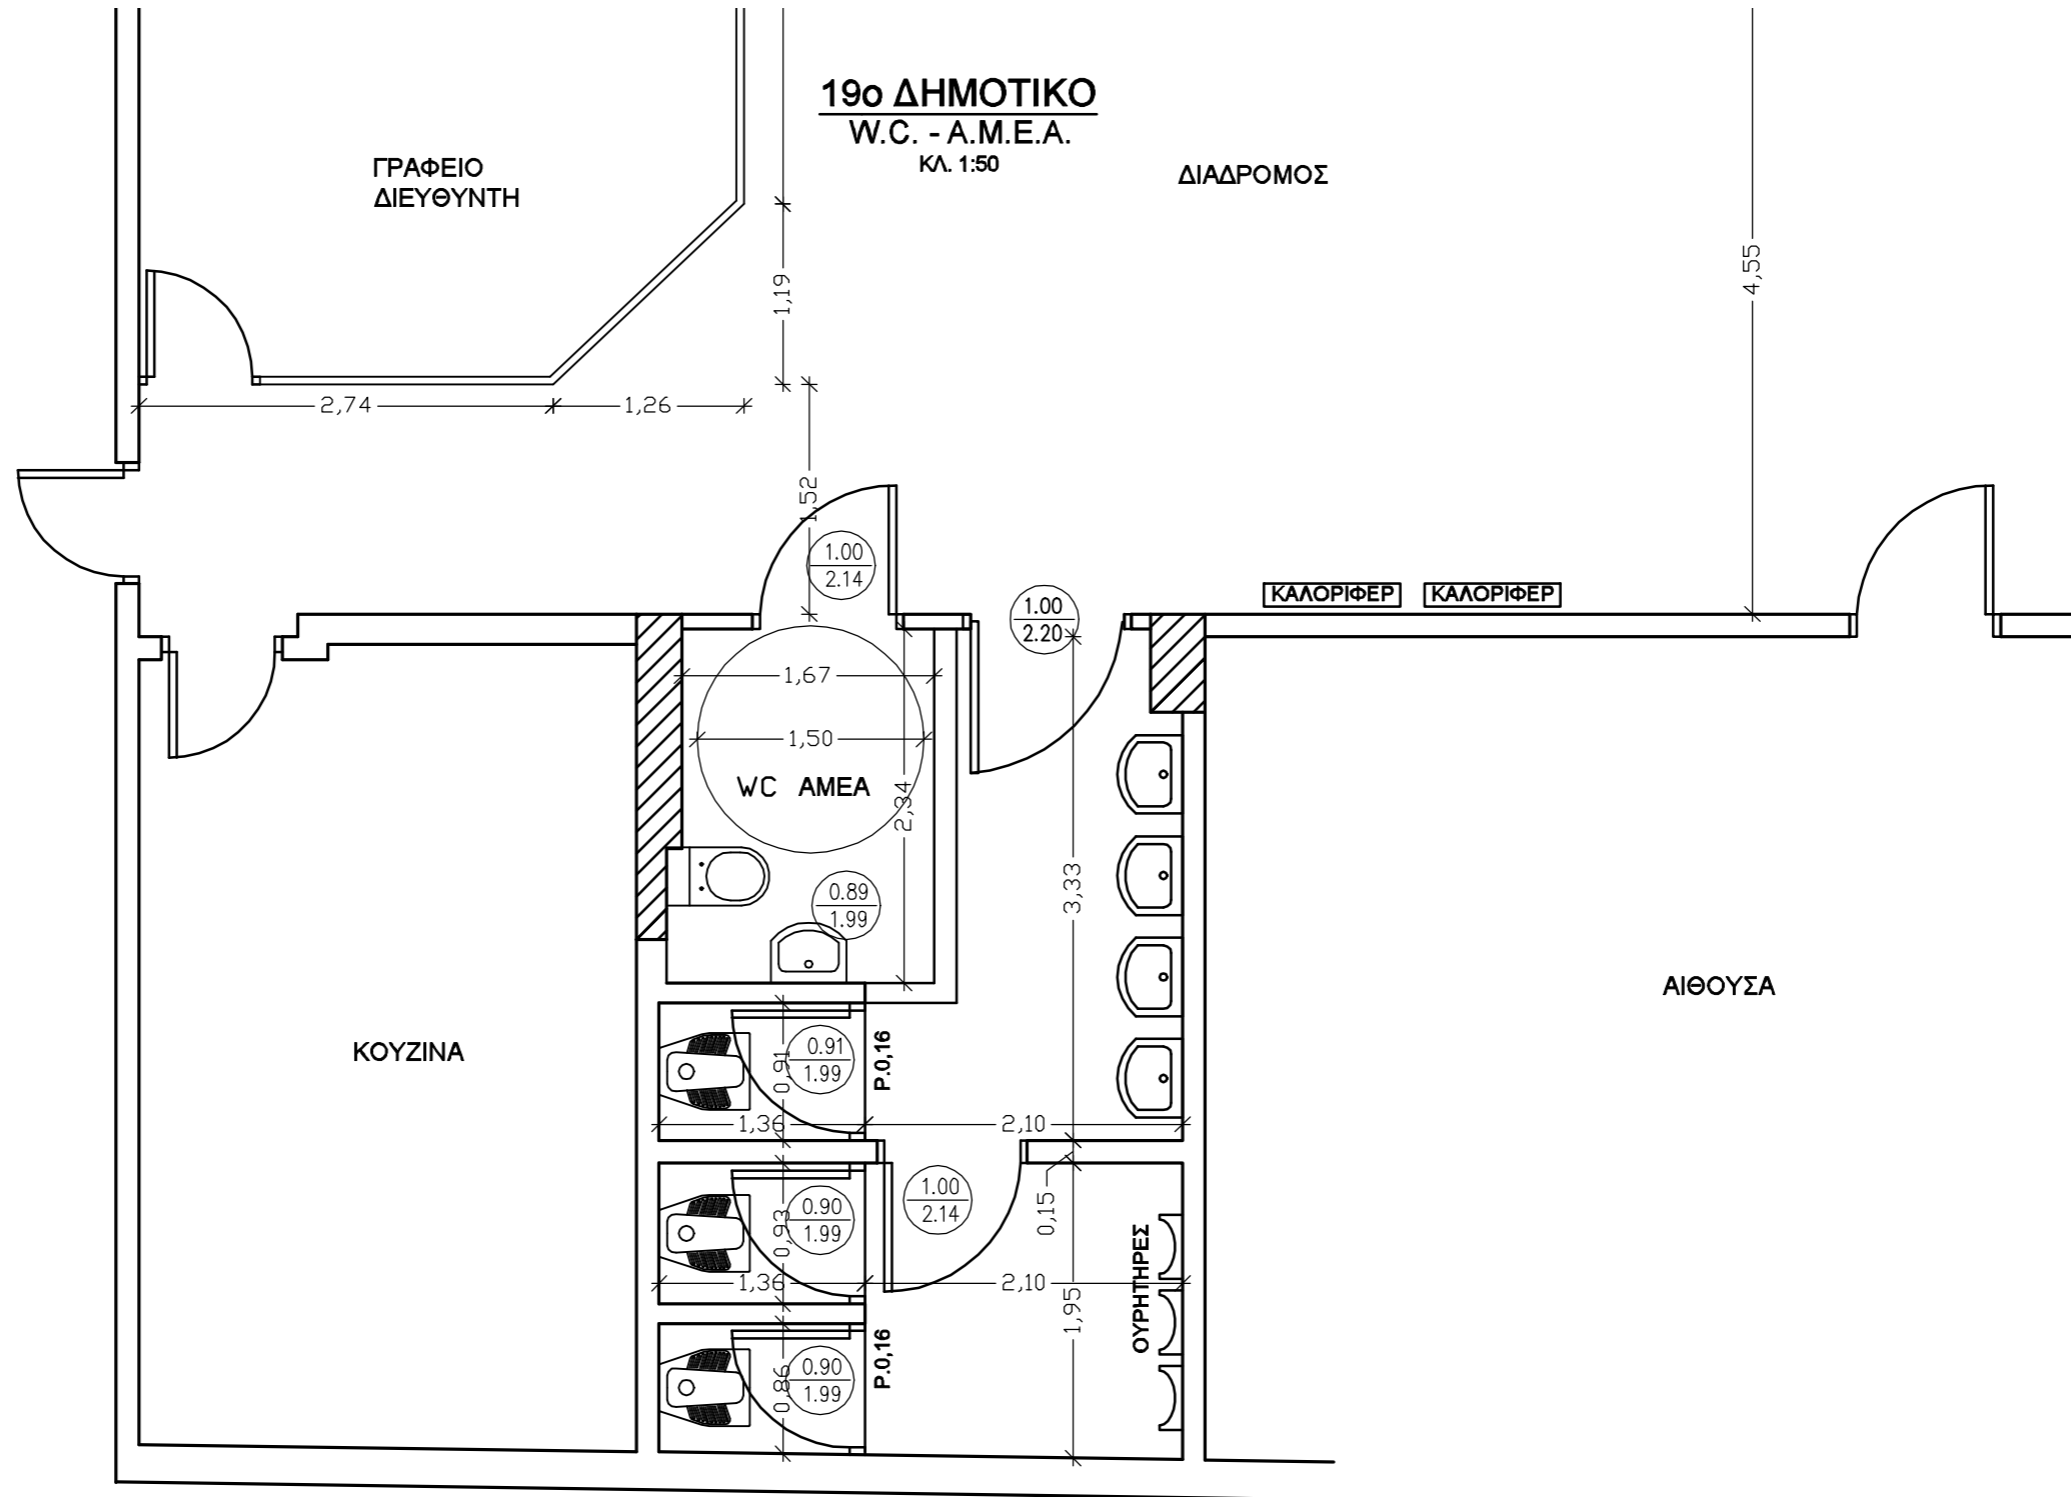 19ο ΔΗΜΟΤΙΚΟ
W.C. - Α.Μ.Ε.Α.
ΚΛ. 1:50
ΓΡΑΦΕΙΟ
ΔΙΕΥΘΥΝΤΗ
ΔΙΑΔΡΟΜΟΣ
4,55
1,19
2,74
1,26
1,52
1.00
2.14
1.00
2.20
ΚΑΛΟΡΙΦΕΡ
ΚΑΛΟΡΙΦΕΡ
1,67
1,50
WC ΑΜΕΑ
2,34
3,33
0.89
1.99
ΑΙΘΟΥΣΑ
ΚΟΥΖΙΝΑ
0,91
0.91
1.99
Ρ.0,16
1,36
2,10
0,93
0.90
1.99
1.00
2.14
0,15
ΟΥΡΗΤΗΡΕΣ
1,36
2,10
1,95
0,86
0.90
1.99
Ρ.0,16